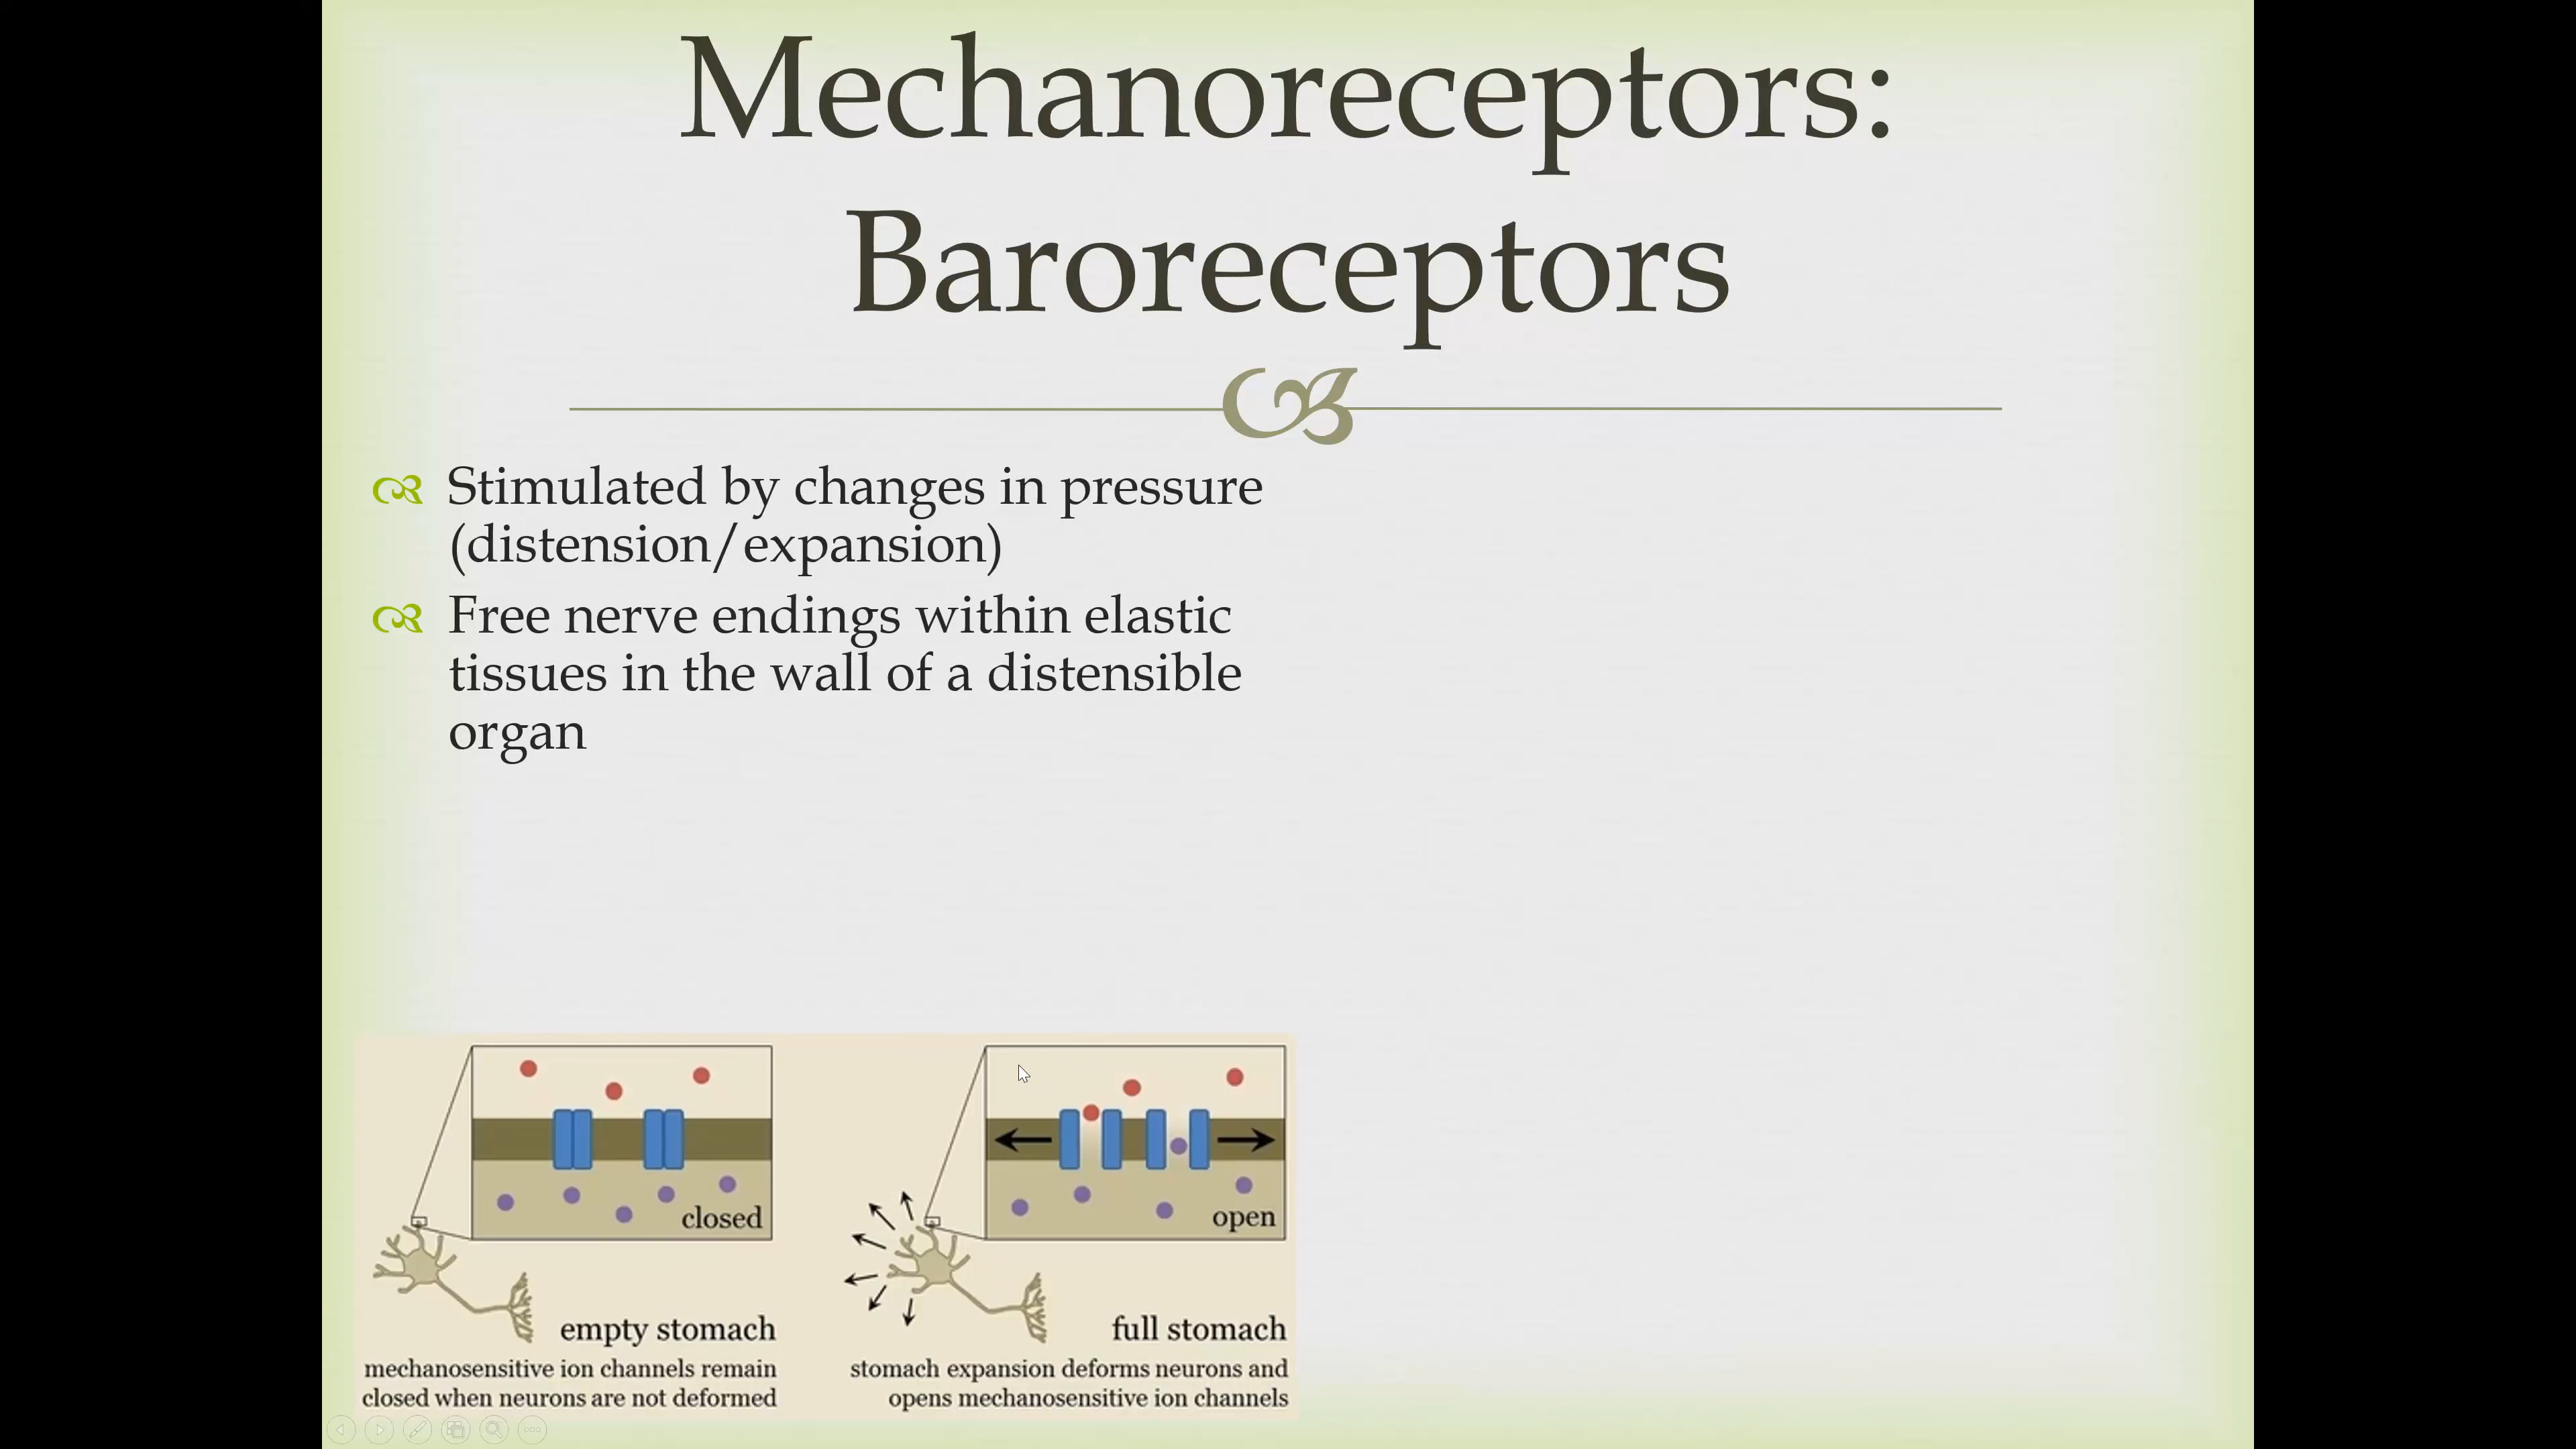 Mechanoreceptors:
Baroreceptors
Stimulated by changes in pressure
(distension/expansion)
Free nerve endings within elastic
tissues in the wall of a distensible
organ
closed
empty stomach
mechanosensitive ion channels remain
closed when neurons are not deformed
open
full stomach
stomach expansion deforms neurons and
opens mechanosensitive ion channels